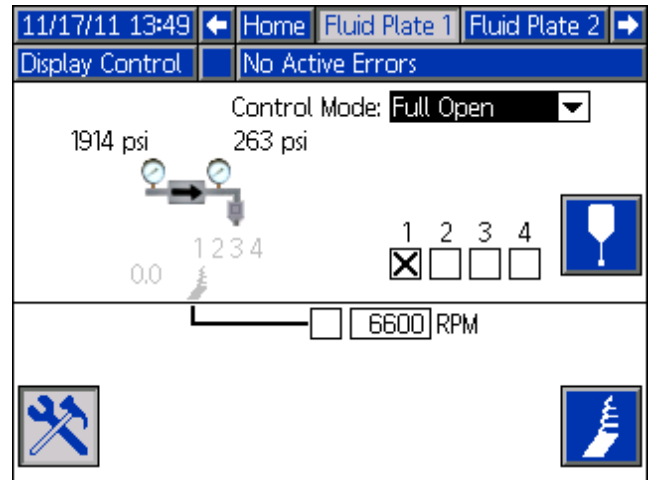 11/17/11 13:49 Home Fluid Plate 1 Fluid Plate 2
Display Control No Active Errors
Control Mode: Full Open
1914 psi 263 psi
1 2 3 4
1 2 3 4
0.0
6600 RPM